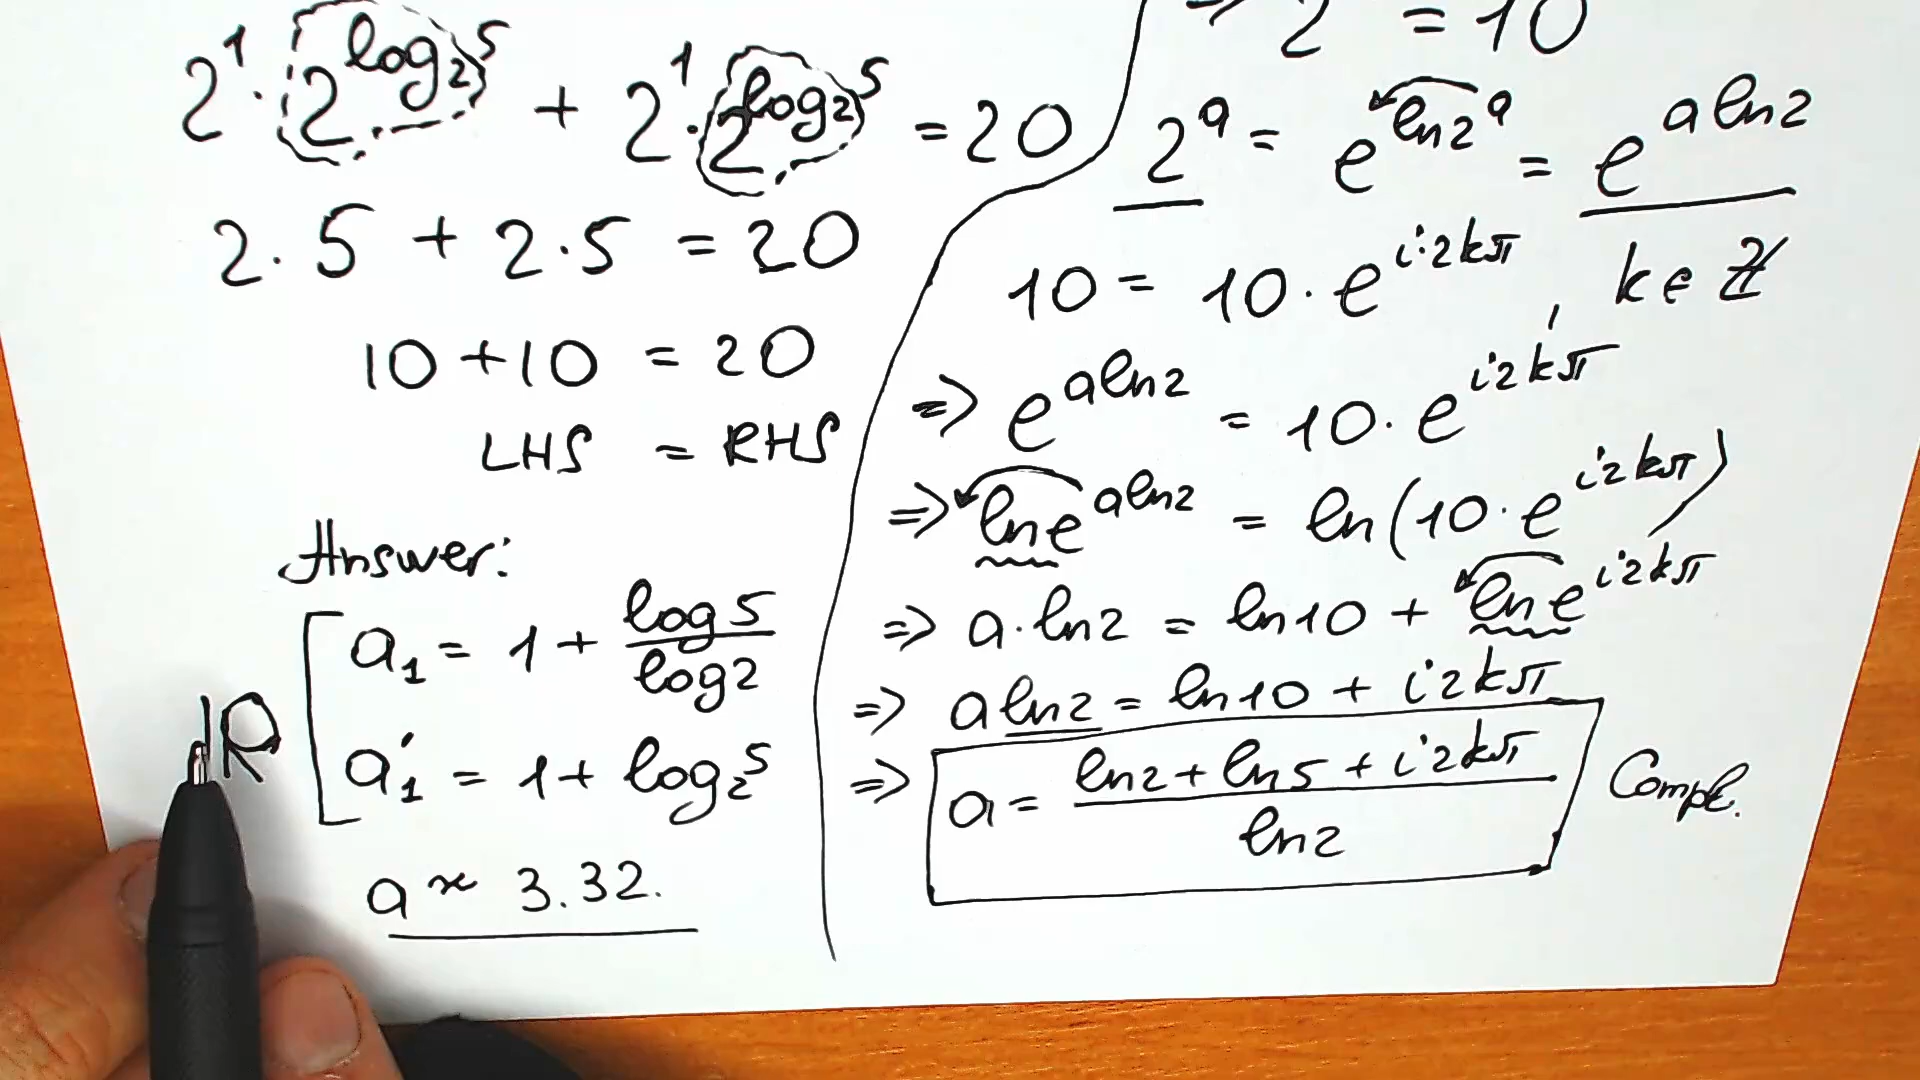 2¹ · 2^(log₂5) + 2¹ · 2^(log₂5) = 20
2 · 5 + 2 · 5 = 20
10 + 10 = 20
LHS = RHS
Answer:
a₁ = 1 + log5/log2
a₁' = 1 + log₂5
ℝ
a ≈ 3.32.
⇒ 2 = 10
2^a = e^(ln2^a) = e^(a ln2)
10 = 10 · e^(i·2kπ), k ∈ ℤ
⇒ e^(a ln2) = 10 · e^(i2kπ)
⇒ ln e^(a ln2) = ln(10 · e^(i2kπ))
⇒ a · ln2 = ln10 + ln e^(i2kπ)
⇒ a ln2 = ln10 + i2kπ
⇒ a = (ln2 + ln5 + i2kπ)/ln2
Compl.